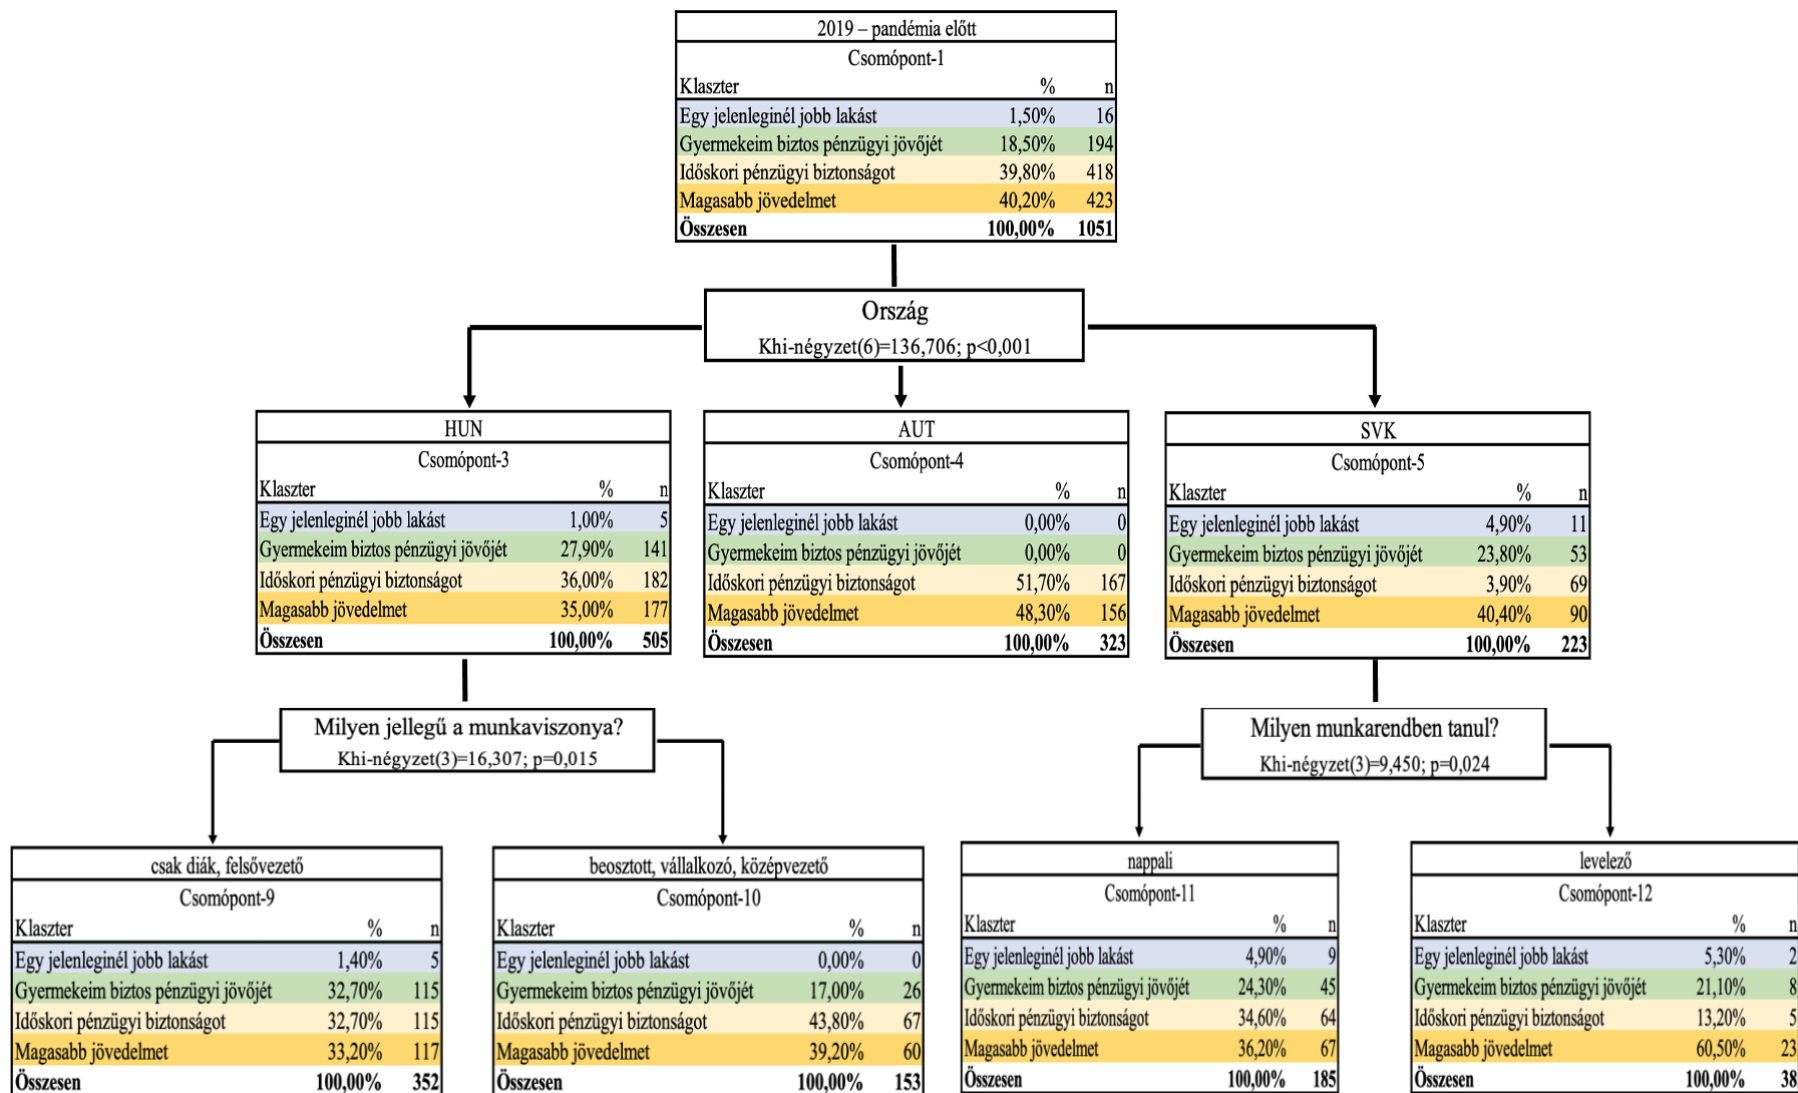 2019 – pandémia előtt
Csomópont-1
Klaszter % n
Egy jelenleginél jobb lakást 1,50% 16
Gyermekeim biztos pénzügyi jövőjét 18,50% 194
Időskori pénzügyi biztonságot 39,80% 418
Magasabb jövedelmet 40,20% 423
Összesen 100,00% 1051
Ország
Khi-négyzet(6)=136,706; p<0,001
HUN
Csomópont-3
Klaszter % n
Egy jelenleginél jobb lakást 1,00% 5
Gyermekeim biztos pénzügyi jövőjét 27,90% 141
Időskori pénzügyi biztonságot 36,00% 182
Magasabb jövedelmet 35,00% 177
Összesen 100,00% 505
AUT
Csomópont-4
Klaszter % n
Egy jelenleginél jobb lakást 0,00% 0
Gyermekeim biztos pénzügyi jövőjét 0,00% 0
Időskori pénzügyi biztonságot 51,70% 167
Magasabb jövedelmet 48,30% 156
Összesen 100,00% 323
SVK
Csomópont-5
Klaszter % n
Egy jelenleginél jobb lakást 4,90% 11
Gyermekeim biztos pénzügyi jövőjét 23,80% 53
Időskori pénzügyi biztonságot 3,90% 69
Magasabb jövedelmet 40,40% 90
Összesen 100,00% 223
Milyen jellegű a munkaviszonya?
Khi-négyzet(3)=16,307; p=0,015
Milyen munkarendben tanul?
Khi-négyzet(3)=9,450; p=0,024
csak diák, felsővezető
Csomópont-9
Klaszter % n
Egy jelenleginél jobb lakást 1,40% 5
Gyermekeim biztos pénzügyi jövőjét 32,70% 115
Időskori pénzügyi biztonságot 32,70% 115
Magasabb jövedelmet 33,20% 117
Összesen 100,00% 352
beosztott, vállalkozó, középvezető
Csomópont-10
Klaszter % n
Egy jelenleginél jobb lakást 0,00% 0
Gyermekeim biztos pénzügyi jövőjét 17,00% 26
Időskori pénzügyi biztonságot 43,80% 67
Magasabb jövedelmet 39,20% 60
Összesen 100,00% 153
nappali
Csomópont-11
Klaszter % n
Egy jelenleginél jobb lakást 4,90% 9
Gyermekeim biztos pénzügyi jövőjét 24,30% 45
Időskori pénzügyi biztonságot 34,60% 64
Magasabb jövedelmet 36,20% 67
Összesen 100,00% 185
levelező
Csomópont-12
Klaszter % n
Egy jelenleginél jobb lakást 5,30% 2
Gyermekeim biztos pénzügyi jövőjét 21,10% 8
Időskori pénzügyi biztonságot 13,20% 5
Magasabb jövedelmet 60,50% 23
Összesen 100,00% 38